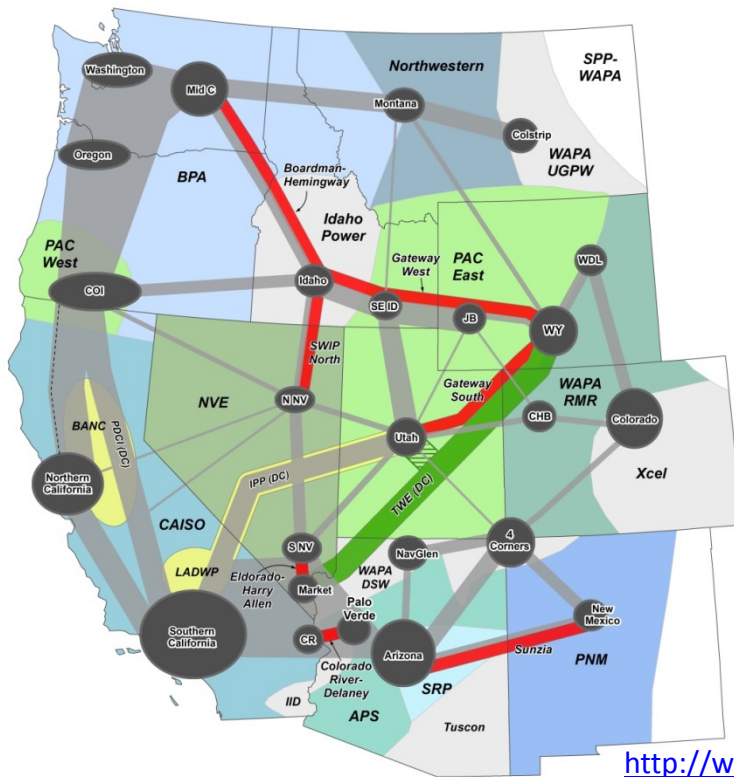 Washington
Mid C
Northwestern
SPP-
WAPA
Montana
Colstrip
Oregon
BPA
Boardman-
Hemingway
WAPA
UGPW
Idaho
Power
PAC
West
Gateway
West
PAC
East
WDL
COI
Idaho
SE ID
JB
WY
SWIP
North
NVE
N NV
Gateway
South
WAPA
RMR
BANC
PDCI (DC)
Utah
CHB
Colorado
Northern
California
IPP (DC)
TWE (DC)
Xcel
CAISO
S NV
NavGlen
4
Corners
LADWP
Eldorado-
Harry
Allen
Market
WAPA
DSW
Palo
Verde
New
Mexico
Southern
California
CR
Arizona
Sunzia
PNM
Colorado
River-
Delaney
SRP
IID
APS
Tuscon
http://w